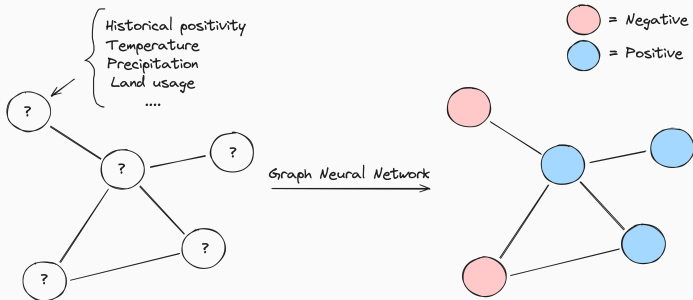 Historical positivity
Temperature
Precipitation
Land usage
....
= Negative
= Positive
?
?
?
?
?
Graph Neural Network